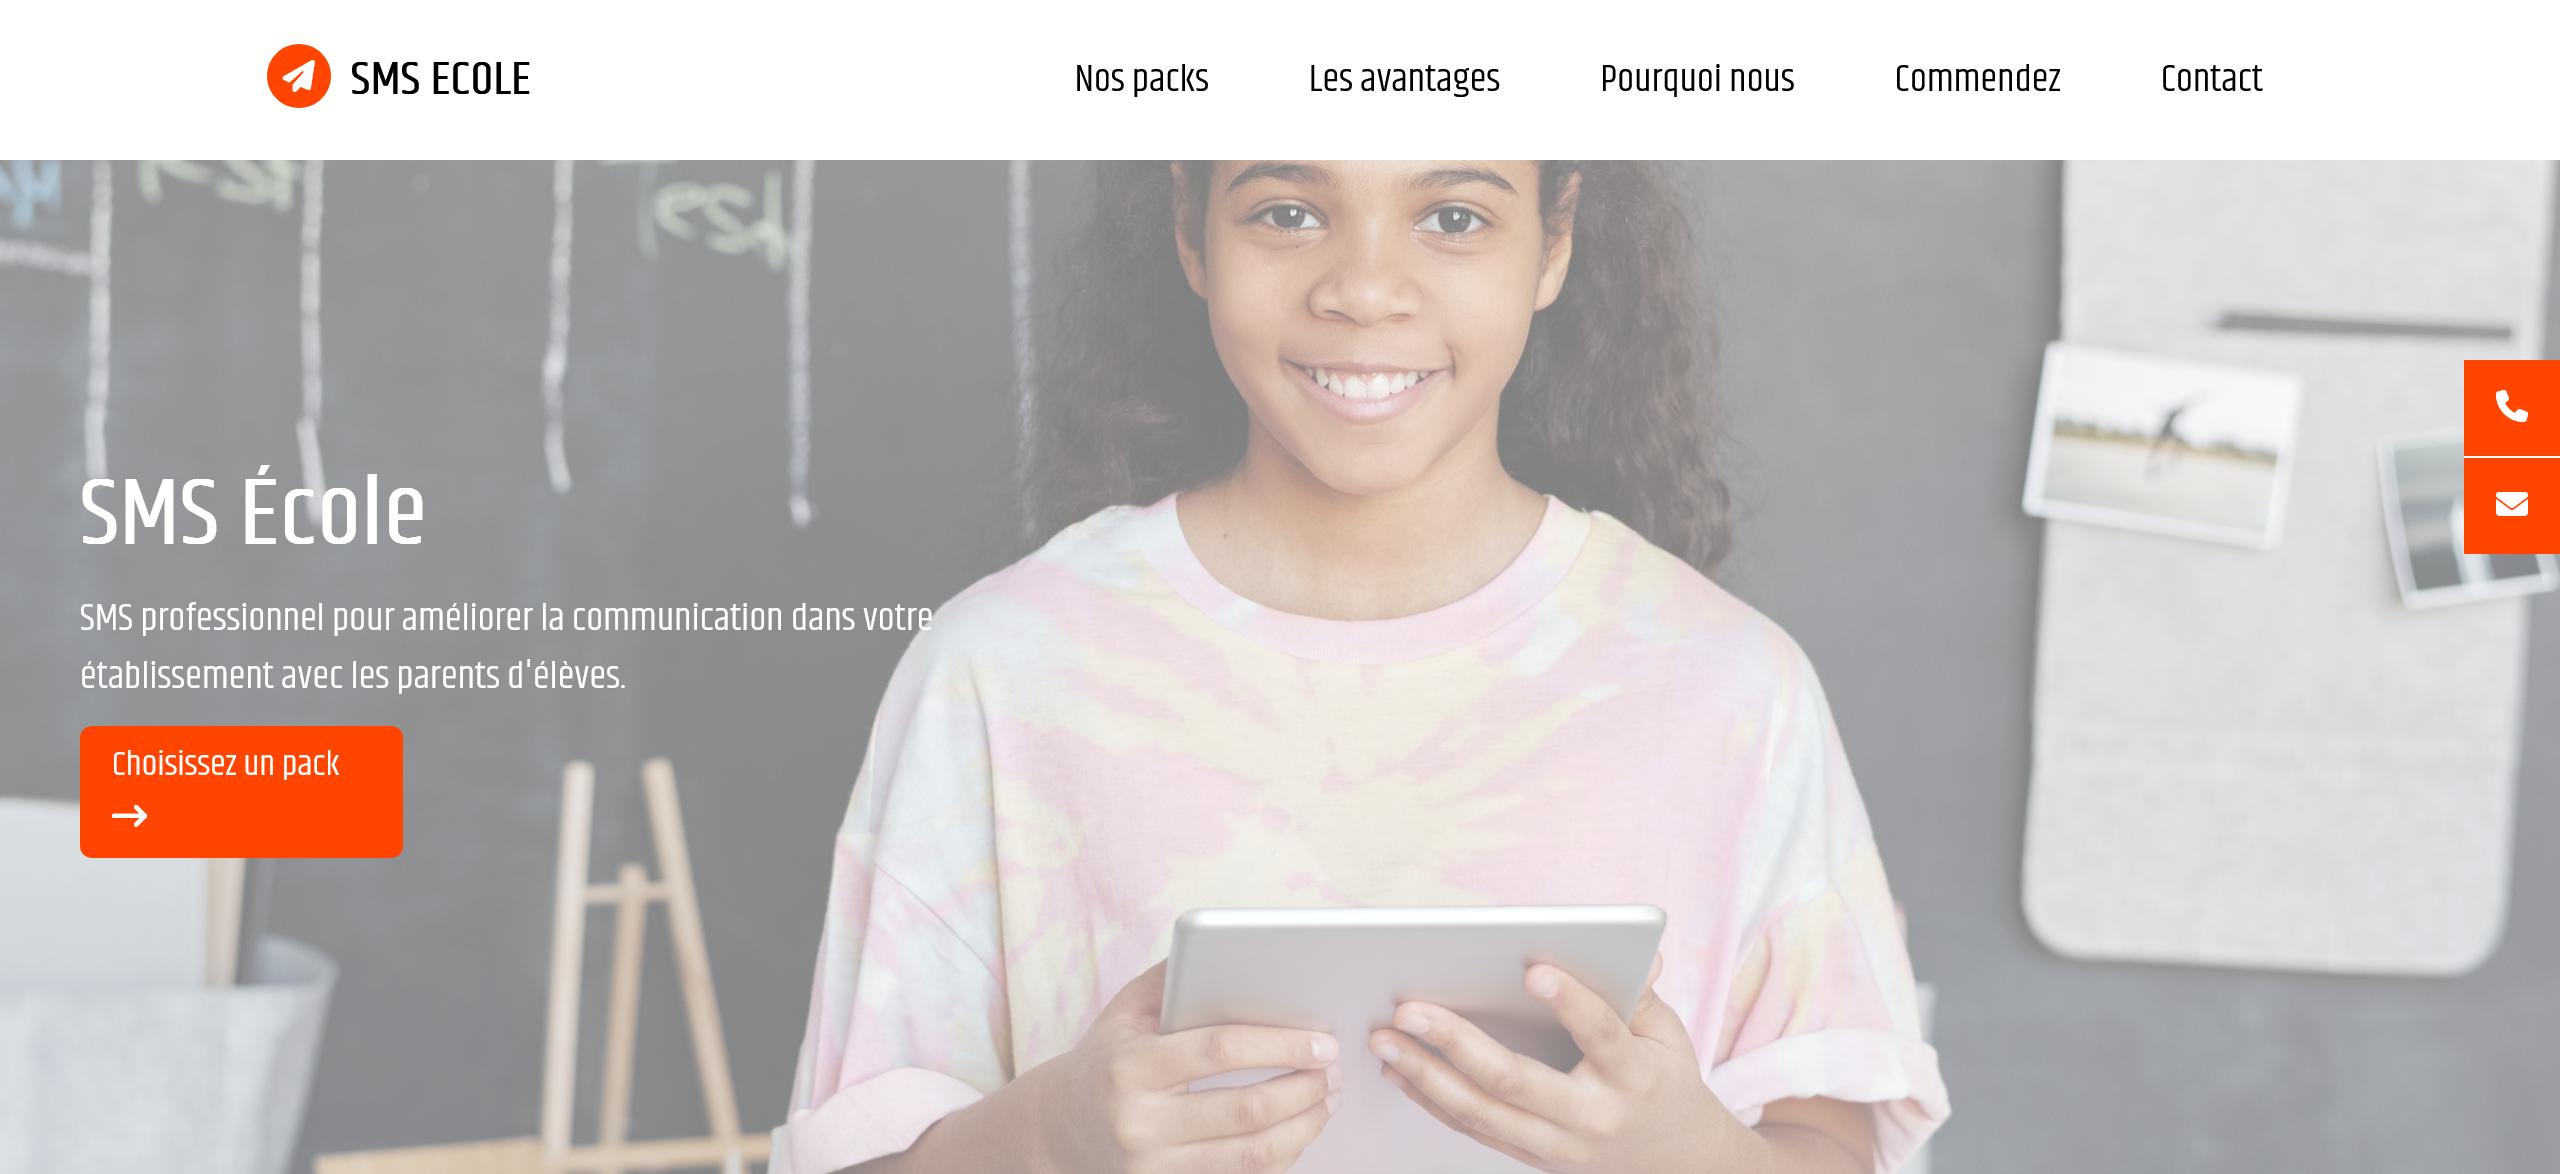 SMS ECOLE
Nos packs
Les avantages
Pourquoi nous
Commendez
Contact
SMS École
SMS professionnel pour améliorer la communication dans votre
établissement avec les parents d'élèves.
Choisissez un pack